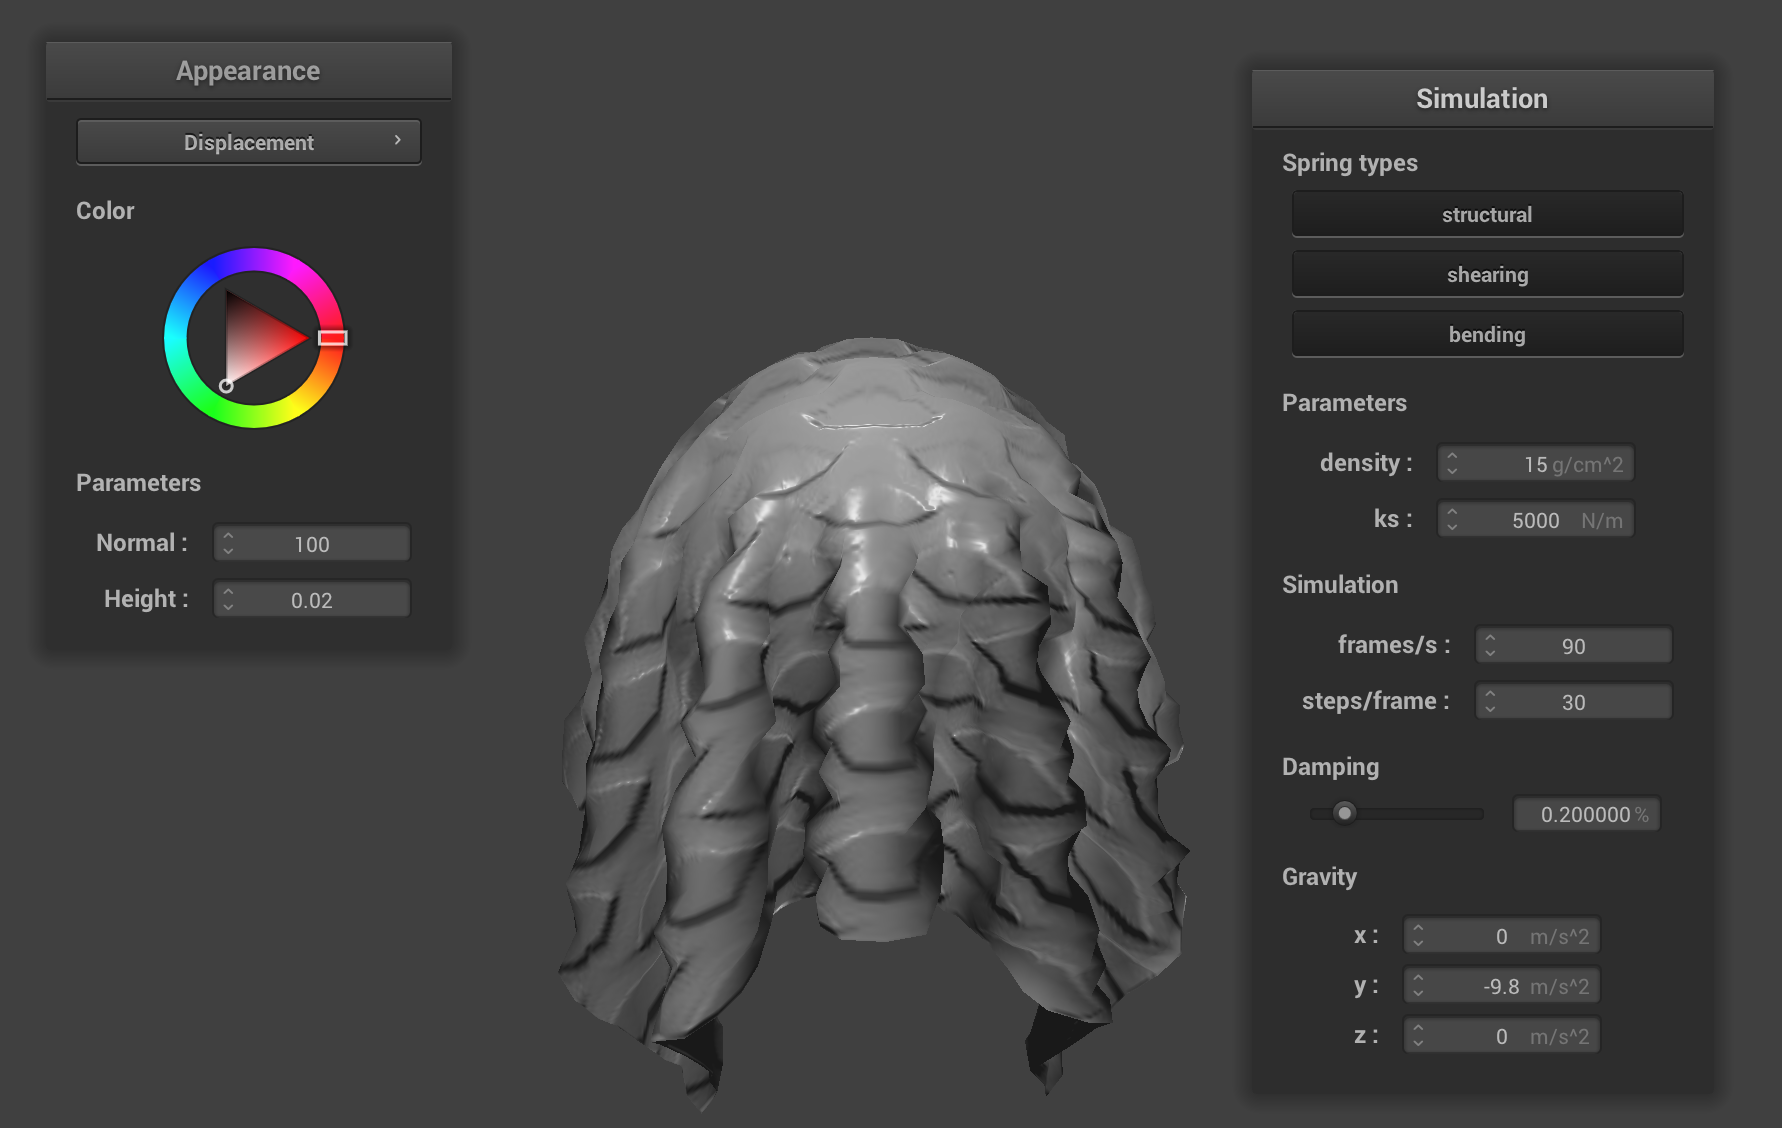 Appearance
Displacement
Color
Parameters
Normal : 100
Height : 0.02
Simulation
Spring types
structural
shearing
bending
Parameters
density : 15 g/cm^2
ks : 5000 N/m
Simulation
frames/s : 90
steps/frame : 30
Damping
0.200000 %
Gravity
x : 0 m/s^2
y : -9.8 m/s^2
z : 0 m/s^2